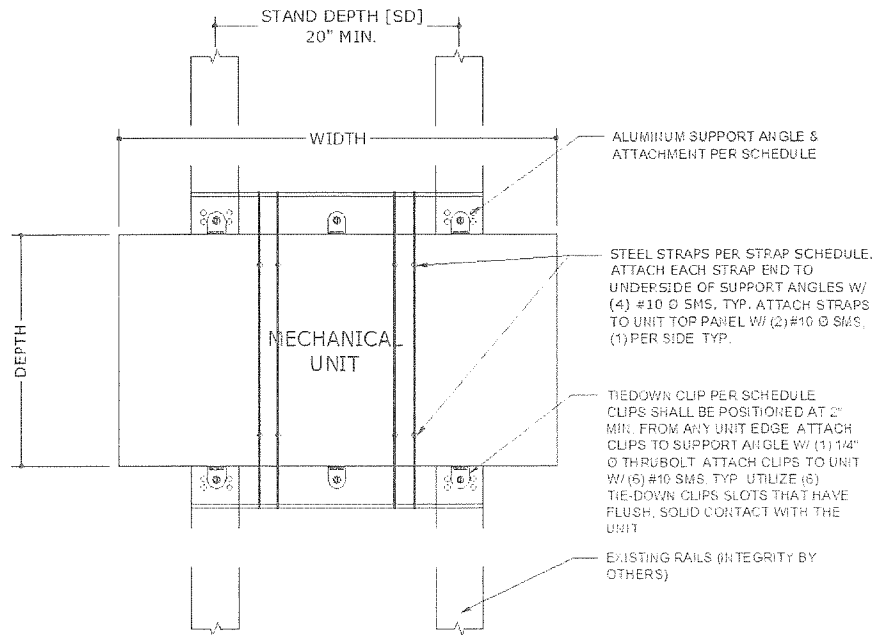 STAND DEPTH [SD]
20" MIN.
WIDTH
ALUMINUM SUPPORT ANGLE &
ATTACHMENT PER SCHEDULE
STEEL STRAPS PER STRAP SCHEDULE.
ATTACH EACH STRAP END TO
UNDERSIDE OF SUPPORT ANGLES W/
(4) #10 Ø SMS, TYP. ATTACH STRAPS
TO UNIT TOP PANEL W/ (2) #10 Ø SMS,
(1) PER SIDE TYP.
DEPTH
MECHANICAL
UNIT
TIEDOWN CLIP PER SCHEDULE
CLIPS SHALL BE POSITIONED AT 2"
MIN. FROM ANY UNIT EDGE. ATTACH
CLIPS TO SUPPORT ANGLE W/ (1) 1/4"
Ø THRUBOLT. ATTACH CLIPS TO UNIT
W/ (6) #10 SMS, TYP. UTILIZE (6)
TIE-DOWN CLIPS SLOTS THAT HAVE
FLUSH, SOLID CONTACT WITH THE
UNIT
EXISTING RAILS (INTEGRITY BY
OTHERS)